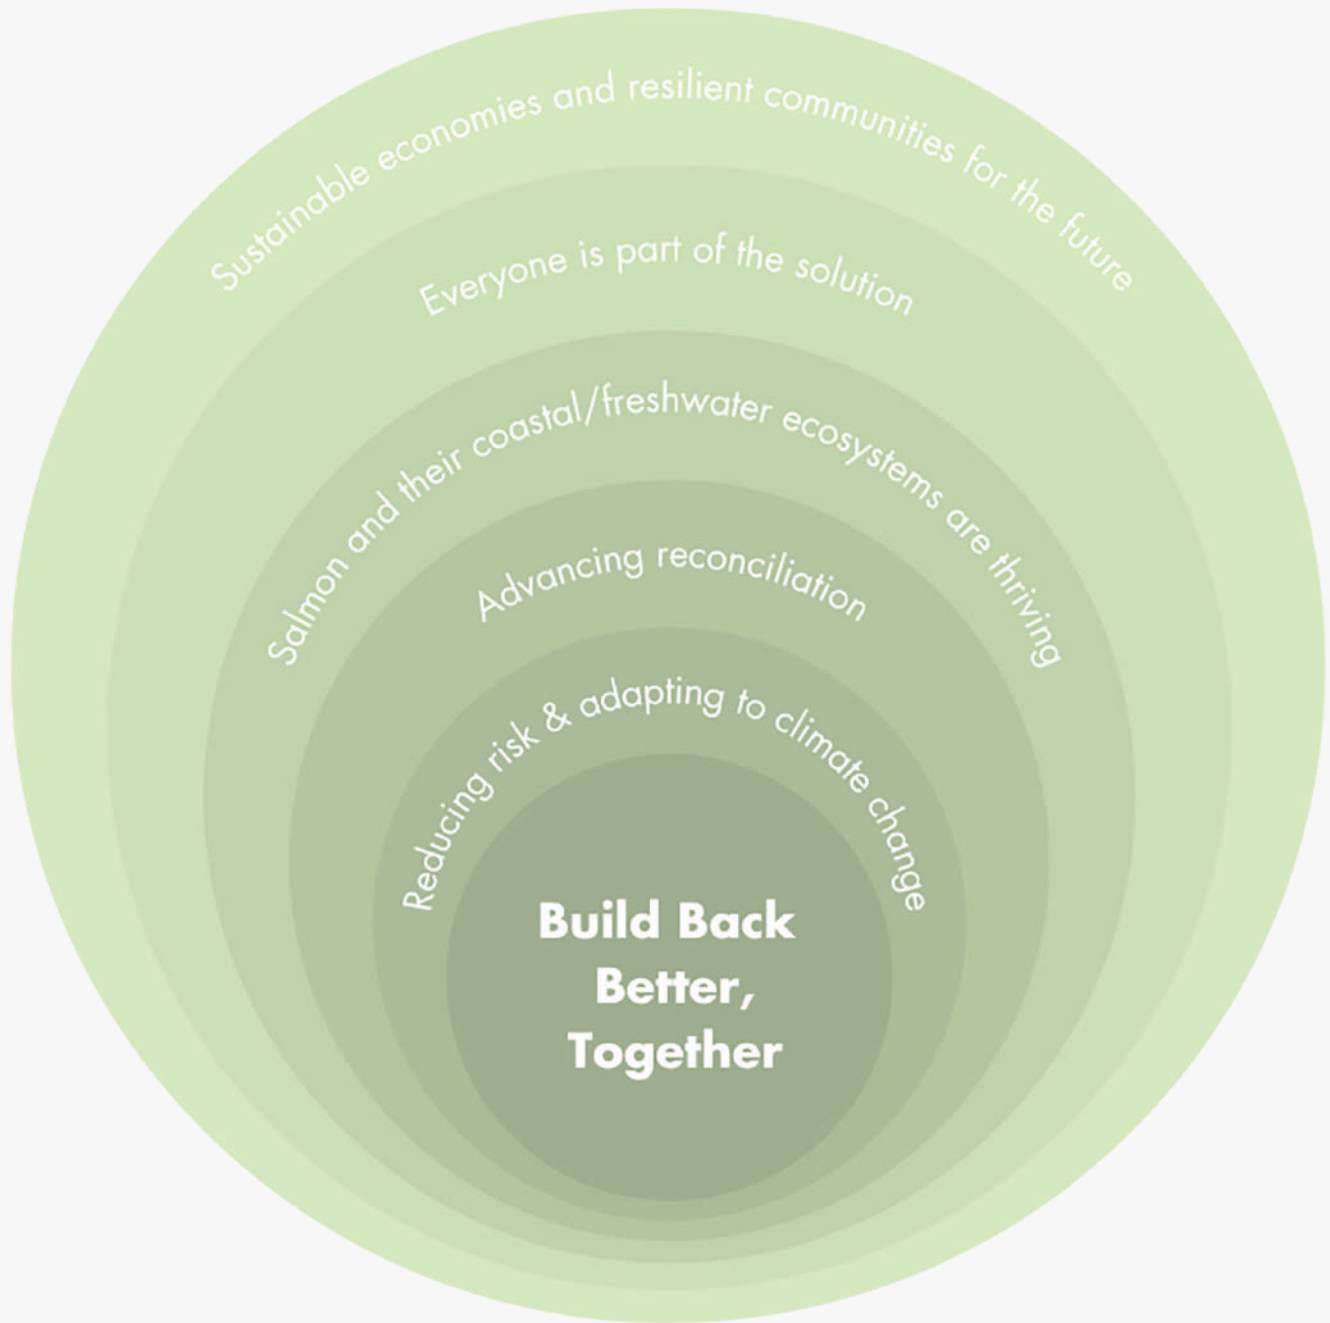 Sustainable economies and resilient communities for the future
Everyone is part of the solution
Salmon and their coastal/freshwater ecosystems are thriving
Advancing reconciliation
Reducing risk & adapting to climate change
Build Back
Better,
Together